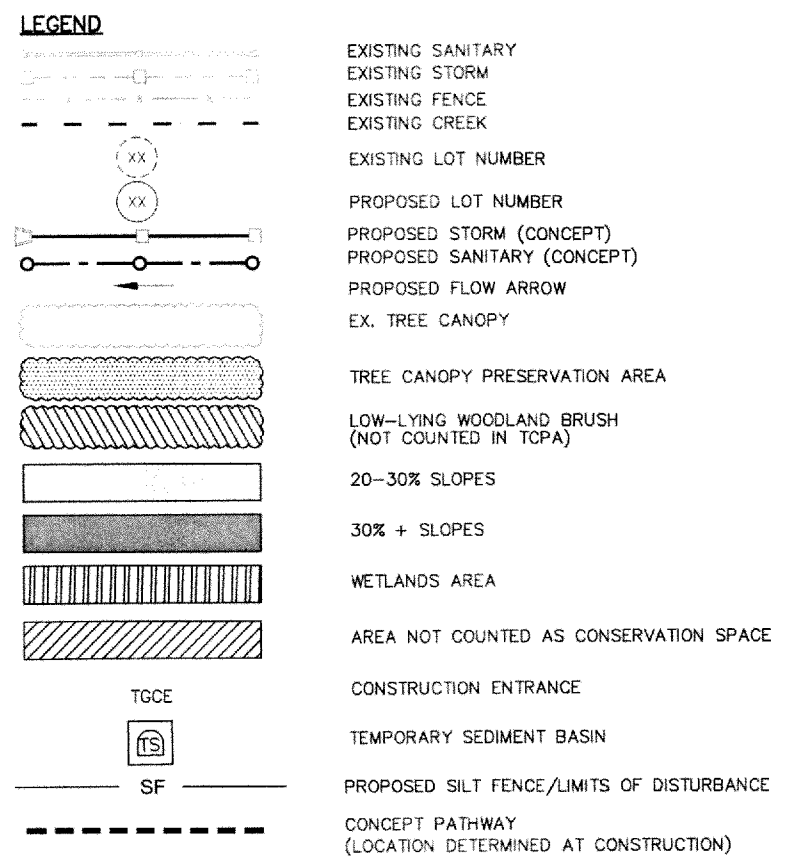 LEGEND
EXISTING SANITARY
EXISTING STORM
EXISTING FENCE
EXISTING CREEK
XX EXISTING LOT NUMBER
XX PROPOSED LOT NUMBER
PROPOSED STORM (CONCEPT)
PROPOSED SANITARY (CONCEPT)
PROPOSED FLOW ARROW
EX. TREE CANOPY
TREE CANOPY PRESERVATION AREA
LOW-LYING WOODLAND BRUSH
(NOT COUNTED IN TCPA)
20-30% SLOPES
30% + SLOPES
WETLANDS AREA
AREA NOT COUNTED AS CONSERVATION SPACE
TGCE CONSTRUCTION ENTRANCE
TS TEMPORARY SEDIMENT BASIN
SF PROPOSED SILT FENCE/LIMITS OF DISTURBANCE
CONCEPT PATHWAY
(LOCATION DETERMINED AT CONSTRUCTION)